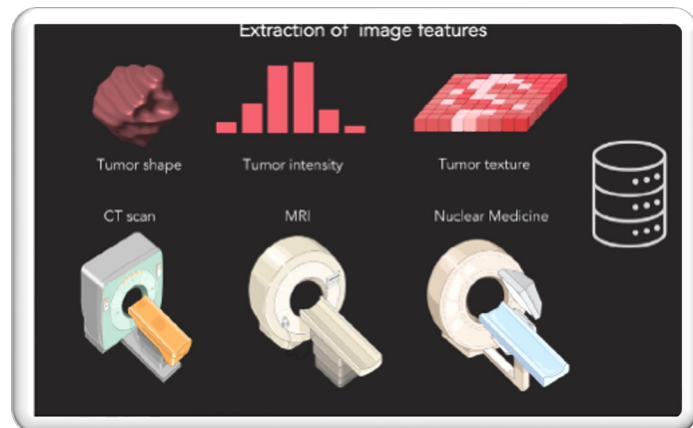 Extraction of image features
Tumor shape
Tumor intensity
Tumor texture
CT scan
MRI
Nuclear Medicine